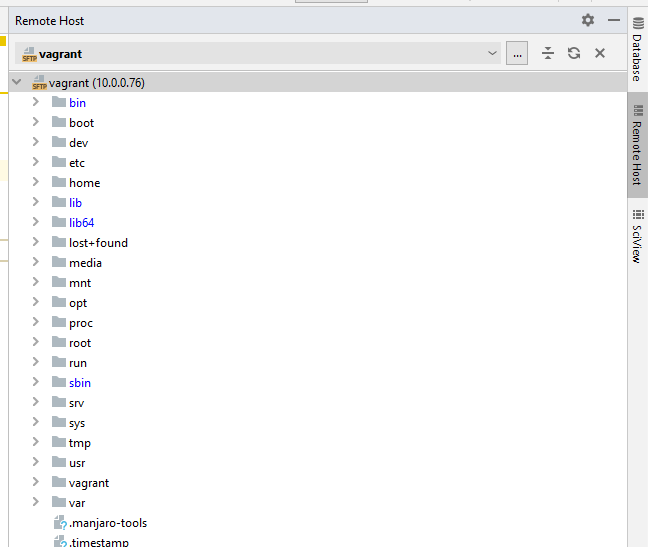 Remote Host
SFTP vagrant
...
SFTP vagrant (10.0.0.76)
bin
boot
dev
etc
home
lib
lib64
lost+found
media
mnt
opt
proc
root
run
sbin
srv
sys
tmp
usr
vagrant
var
.manjaro-tools
.timestamp
Database
Remote Host
SciView